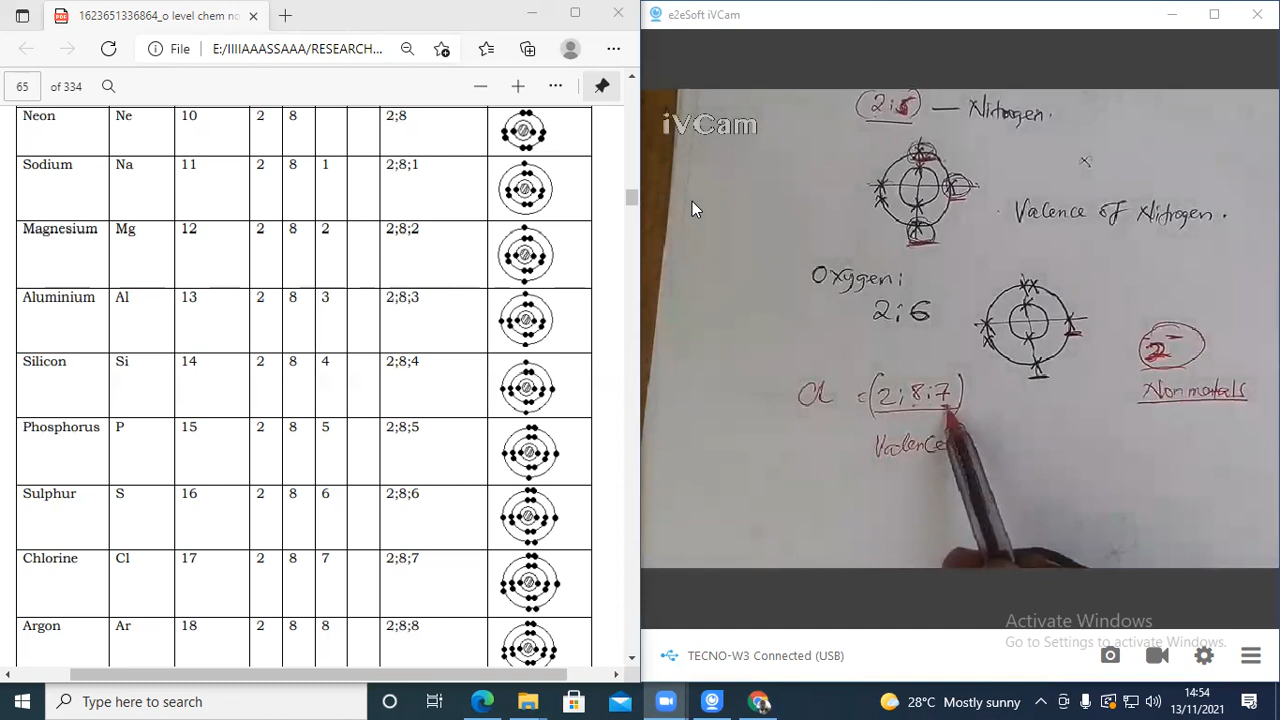 1623651336864_o level chem no
e2eSoft iVCam
File E:/IIIIAAASSAAA/RESEARCH...
65 of 334
Neon Ne 10 2 8 2;8
Sodium Na 11 2 8 1 2;8;1
Magnesium Mg 12 2 8 2 2;8;2
Aluminium Al 13 2 8 3 2;8;3
Silicon Si 14 2 8 4 2;8;4
Phosphorus P 15 2 8 5 2;8;5
Sulphur S 16 2 8 6 2;8;6
Chlorine Cl 17 2 8 7 2;8;7
Argon Ar 18 2 8 8 2;8;8
iVCam
2;5 — Nitrogen.
Valence of Nitrogen.
Oxygen;
2;6
2-
Non metals
Cl = (2;8;7)
Valence
Activate Windows
Go to Settings to activate Windows.
TECNO-W3 Connected (USB)
Type here to search
28°C Mostly sunny
14:54
13/11/2021